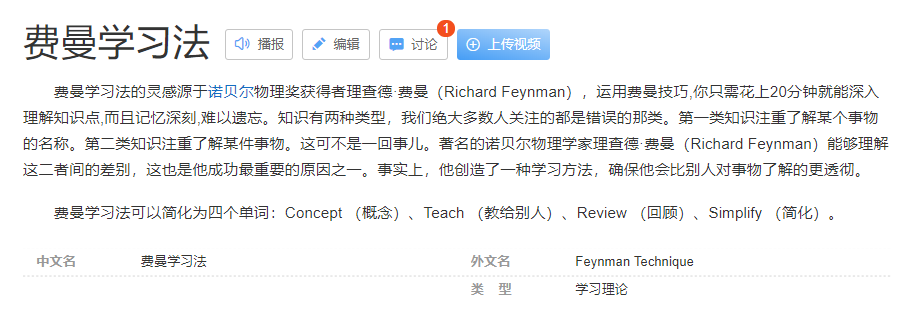 费曼学习法 播报 编辑 讨论 1 上传视频
费曼学习法的灵感源于诺贝尔物理奖获得者理查德·费曼（Richard Feynman），运用费曼技巧,你只需花上20分钟就能深入
理解知识点,而且记忆深刻,难以遗忘。知识有两种类型，我们绝大多数人关注的都是错误的那类。第一类知识注重了解某个事物
的名称。第二类知识注重了解某件事物。这可不是一回事儿。著名的诺贝尔物理学家理查德·费曼（Richard Feynman）能够理解
这二者间的差别，这也是他成功最重要的原因之一。事实上，他创造了一种学习方法，确保他会比别人对事物了解的更透彻。
费曼学习法可以简化为四个单词：Concept （概念）、Teach （教给别人）、Review （回顾）、Simplify （简化）。
中文名 费曼学习法 外文名 Feynman Technique
类 型 学习理论